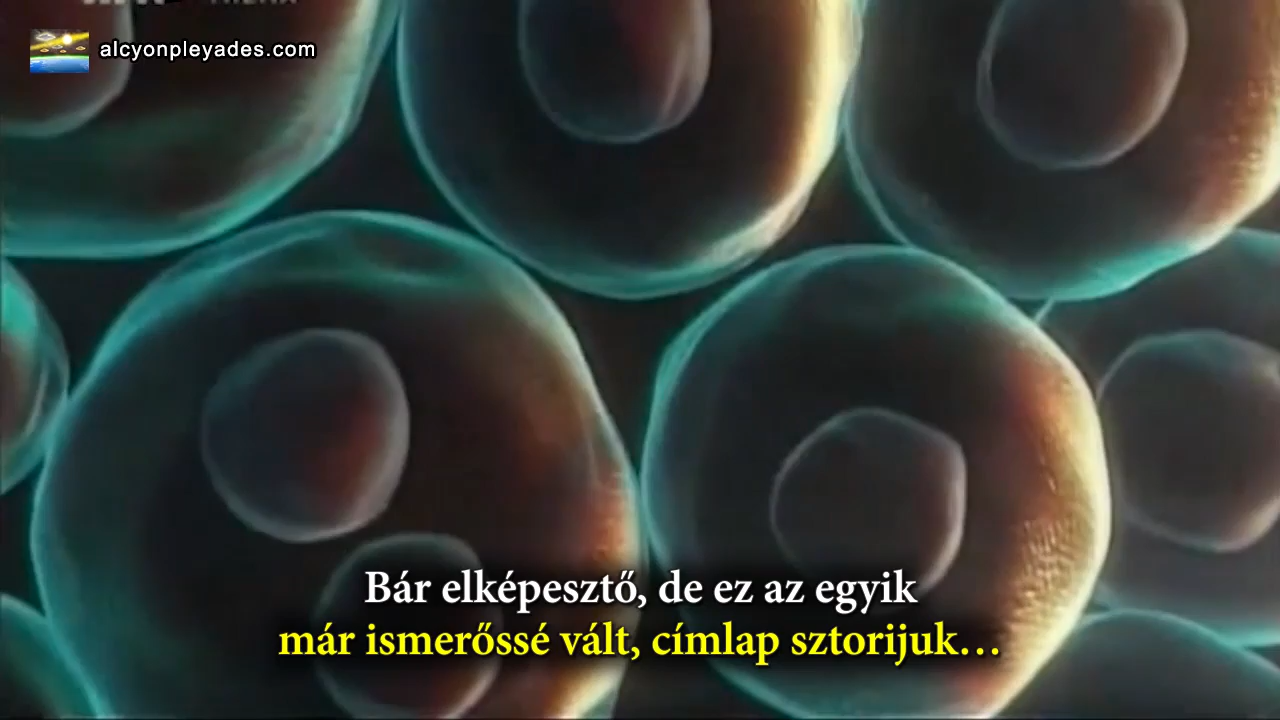 alcyonpleyades.com
Bár elképesztő, de ez az egyik
már ismerőssé vált, címlap sztorijuk…